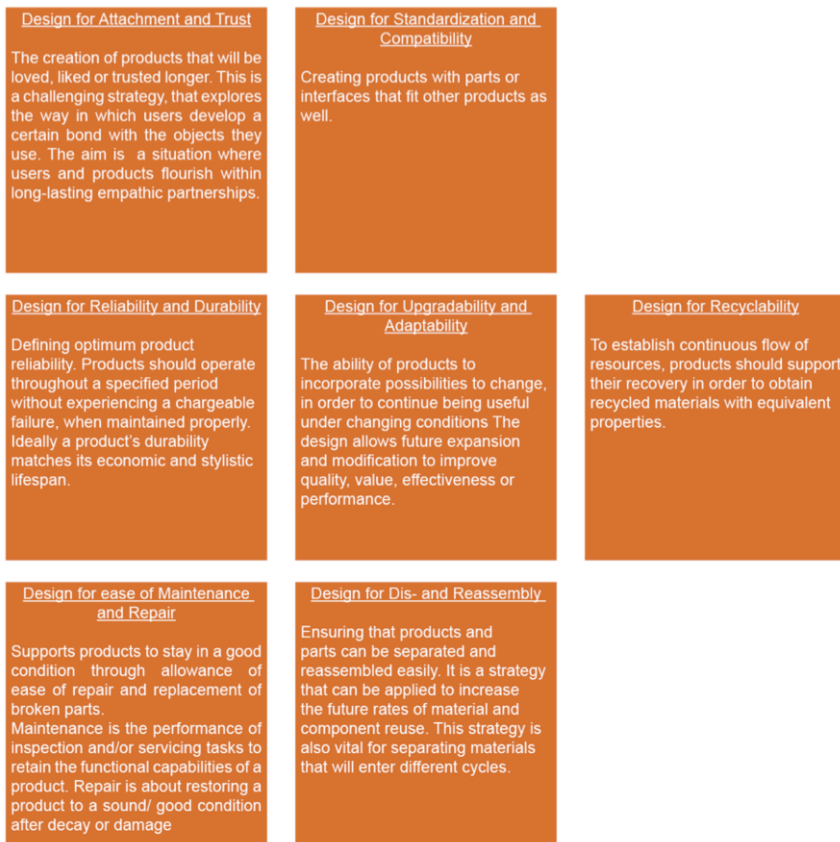 Design for Attachment and Trust
The creation of products that will be
loved, liked or trusted longer. This is
a challenging strategy, that explores
the way in which users develop a
certain bond with the objects they
use. The aim is a situation where
users and products flourish within
long-lasting empathic partnerships.
Design for Standardization and
Compatibility
Creating products with parts or
interfaces that fit other products as
well.
Design for Reliability and Durability
Defining optimum product
reliability. Products should operate
throughout a specified period
without experiencing a chargeable
failure, when maintained properly.
Ideally a product's durability
matches its economic and stylistic
lifespan.
Design for Upgradability and
Adaptability
The ability of products to
incorporate possibilities to change,
in order to continue being useful
under changing conditions The
design allows future expansion
and modification to improve
quality, value, effectiveness or
performance.
Design for Recyclability
To establish continuous flow of
resources, products should support
their recovery in order to obtain
recycled materials with equivalent
properties.
Design for ease of Maintenance
and Repair
Supports products to stay in a good
condition through allowance of
ease of repair and replacement of
broken parts.
Maintenance is the performance of
inspection and/or servicing tasks to
retain the functional capabilities of a
product. Repair is about restoring a
product to a sound/ good condition
after decay or damage
Design for Dis- and Reassembly
Ensuring that products and
parts can be separated and
reassembled easily. It is a strategy
that can be applied to increase
the future rates of material and
component reuse. This strategy is
also vital for separating materials
that will enter different cycles.